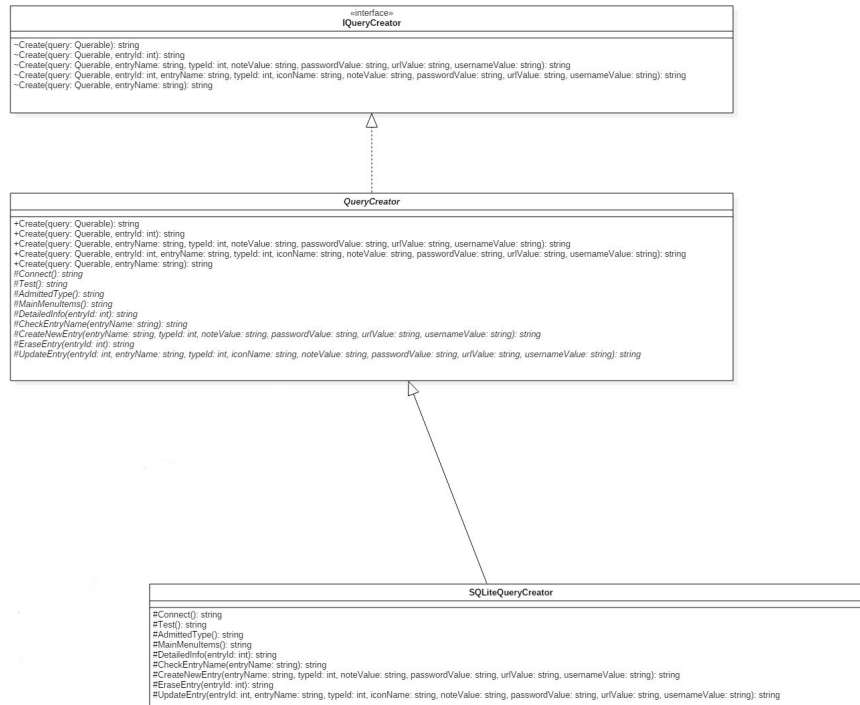 «interface»
IQueryCreator
~Create(query: Querable): string
~Create(query: Querable, entryId: int): string
~Create(query: Querable, entryName: string, typeId: int, noteValue: string, passwordValue: string, urlValue: string, usernameValue: string): string
~Create(query: Querable, entryId: int, entryName: string, typeId: int, iconName: string, noteValue: string, passwordValue: string, urlValue: string, usernameValue: string): string
~Create(query: Querable, entryName: string): string
QueryCreator
+Create(query: Querable): string
+Create(query: Querable, entryId: int): string
+Create(query: Querable, entryName: string, typeId: int, noteValue: string, passwordValue: string, urlValue: string, usernameValue: string): string
+Create(query: Querable, entryId: int, entryName: string, typeId: int, iconName: string, noteValue: string, passwordValue: string, urlValue: string, usernameValue: string): string
+Create(query: Querable, entryName: string): string
#Connect(): string
#Test(): string
#AdmittedType(): string
#MainMenuItems(): string
#DetailedInfo(entryId: int): string
#CheckEntryName(entryName: string): string
#CreateNewEntry(entryName: string, typeId: int, noteValue: string, passwordValue: string, urlValue: string, usernameValue: string): string
#EraseEntry(entryId: int): string
#UpdateEntry(entryId: int, entryName: string, typeId: int, iconName: string, noteValue: string, passwordValue: string, urlValue: string, usernameValue: string): string
SQLiteQueryCreator
#Connect(): string
#Test(): string
#AdmittedType(): string
#MainMenuItems(): string
#DetailedInfo(entryId: int): string
#CheckEntryName(entryName: string): string
#CreateNewEntry(entryName: string, typeId: int, noteValue: string, passwordValue: string, urlValue: string, usernameValue: string): string
#EraseEntry(entryId: int): string
#UpdateEntry(entryId: int, entryName: string, typeId: int, iconName: string, noteValue: string, passwordValue: string, urlValue: string, usernameValue: string): string